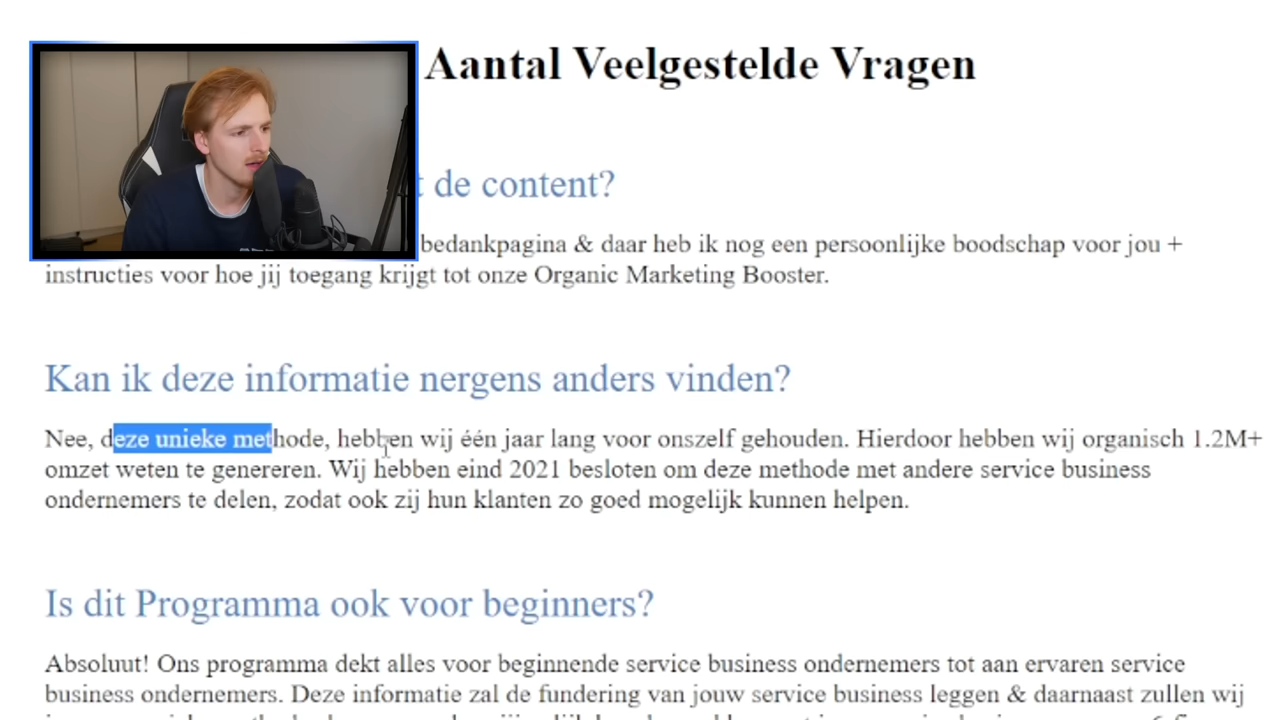 Aantal Veelgestelde Vragen
t de content?
bedankpagina & daar heb ik nog een persoonlijke boodschap voor jou +
instructies voor hoe jij toegang krijgt tot onze Organic Marketing Booster.
Kan ik deze informatie nergens anders vinden?
Nee, deze unieke methode, hebben wij één jaar lang voor onszelf gehouden. Hierdoor hebben wij organisch 1.2M+
omzet weten te genereren. Wij hebben eind 2021 besloten om deze methode met andere service business
ondernemers te delen, zodat ook zij hun klanten zo goed mogelijk kunnen helpen.
Is dit Programma ook voor beginners?
Absoluut! Ons programma dekt alles voor beginnende service business ondernemers tot aan ervaren service
business ondernemers. Deze informatie zal de fundering van jouw service business leggen & daarnaast zullen wij